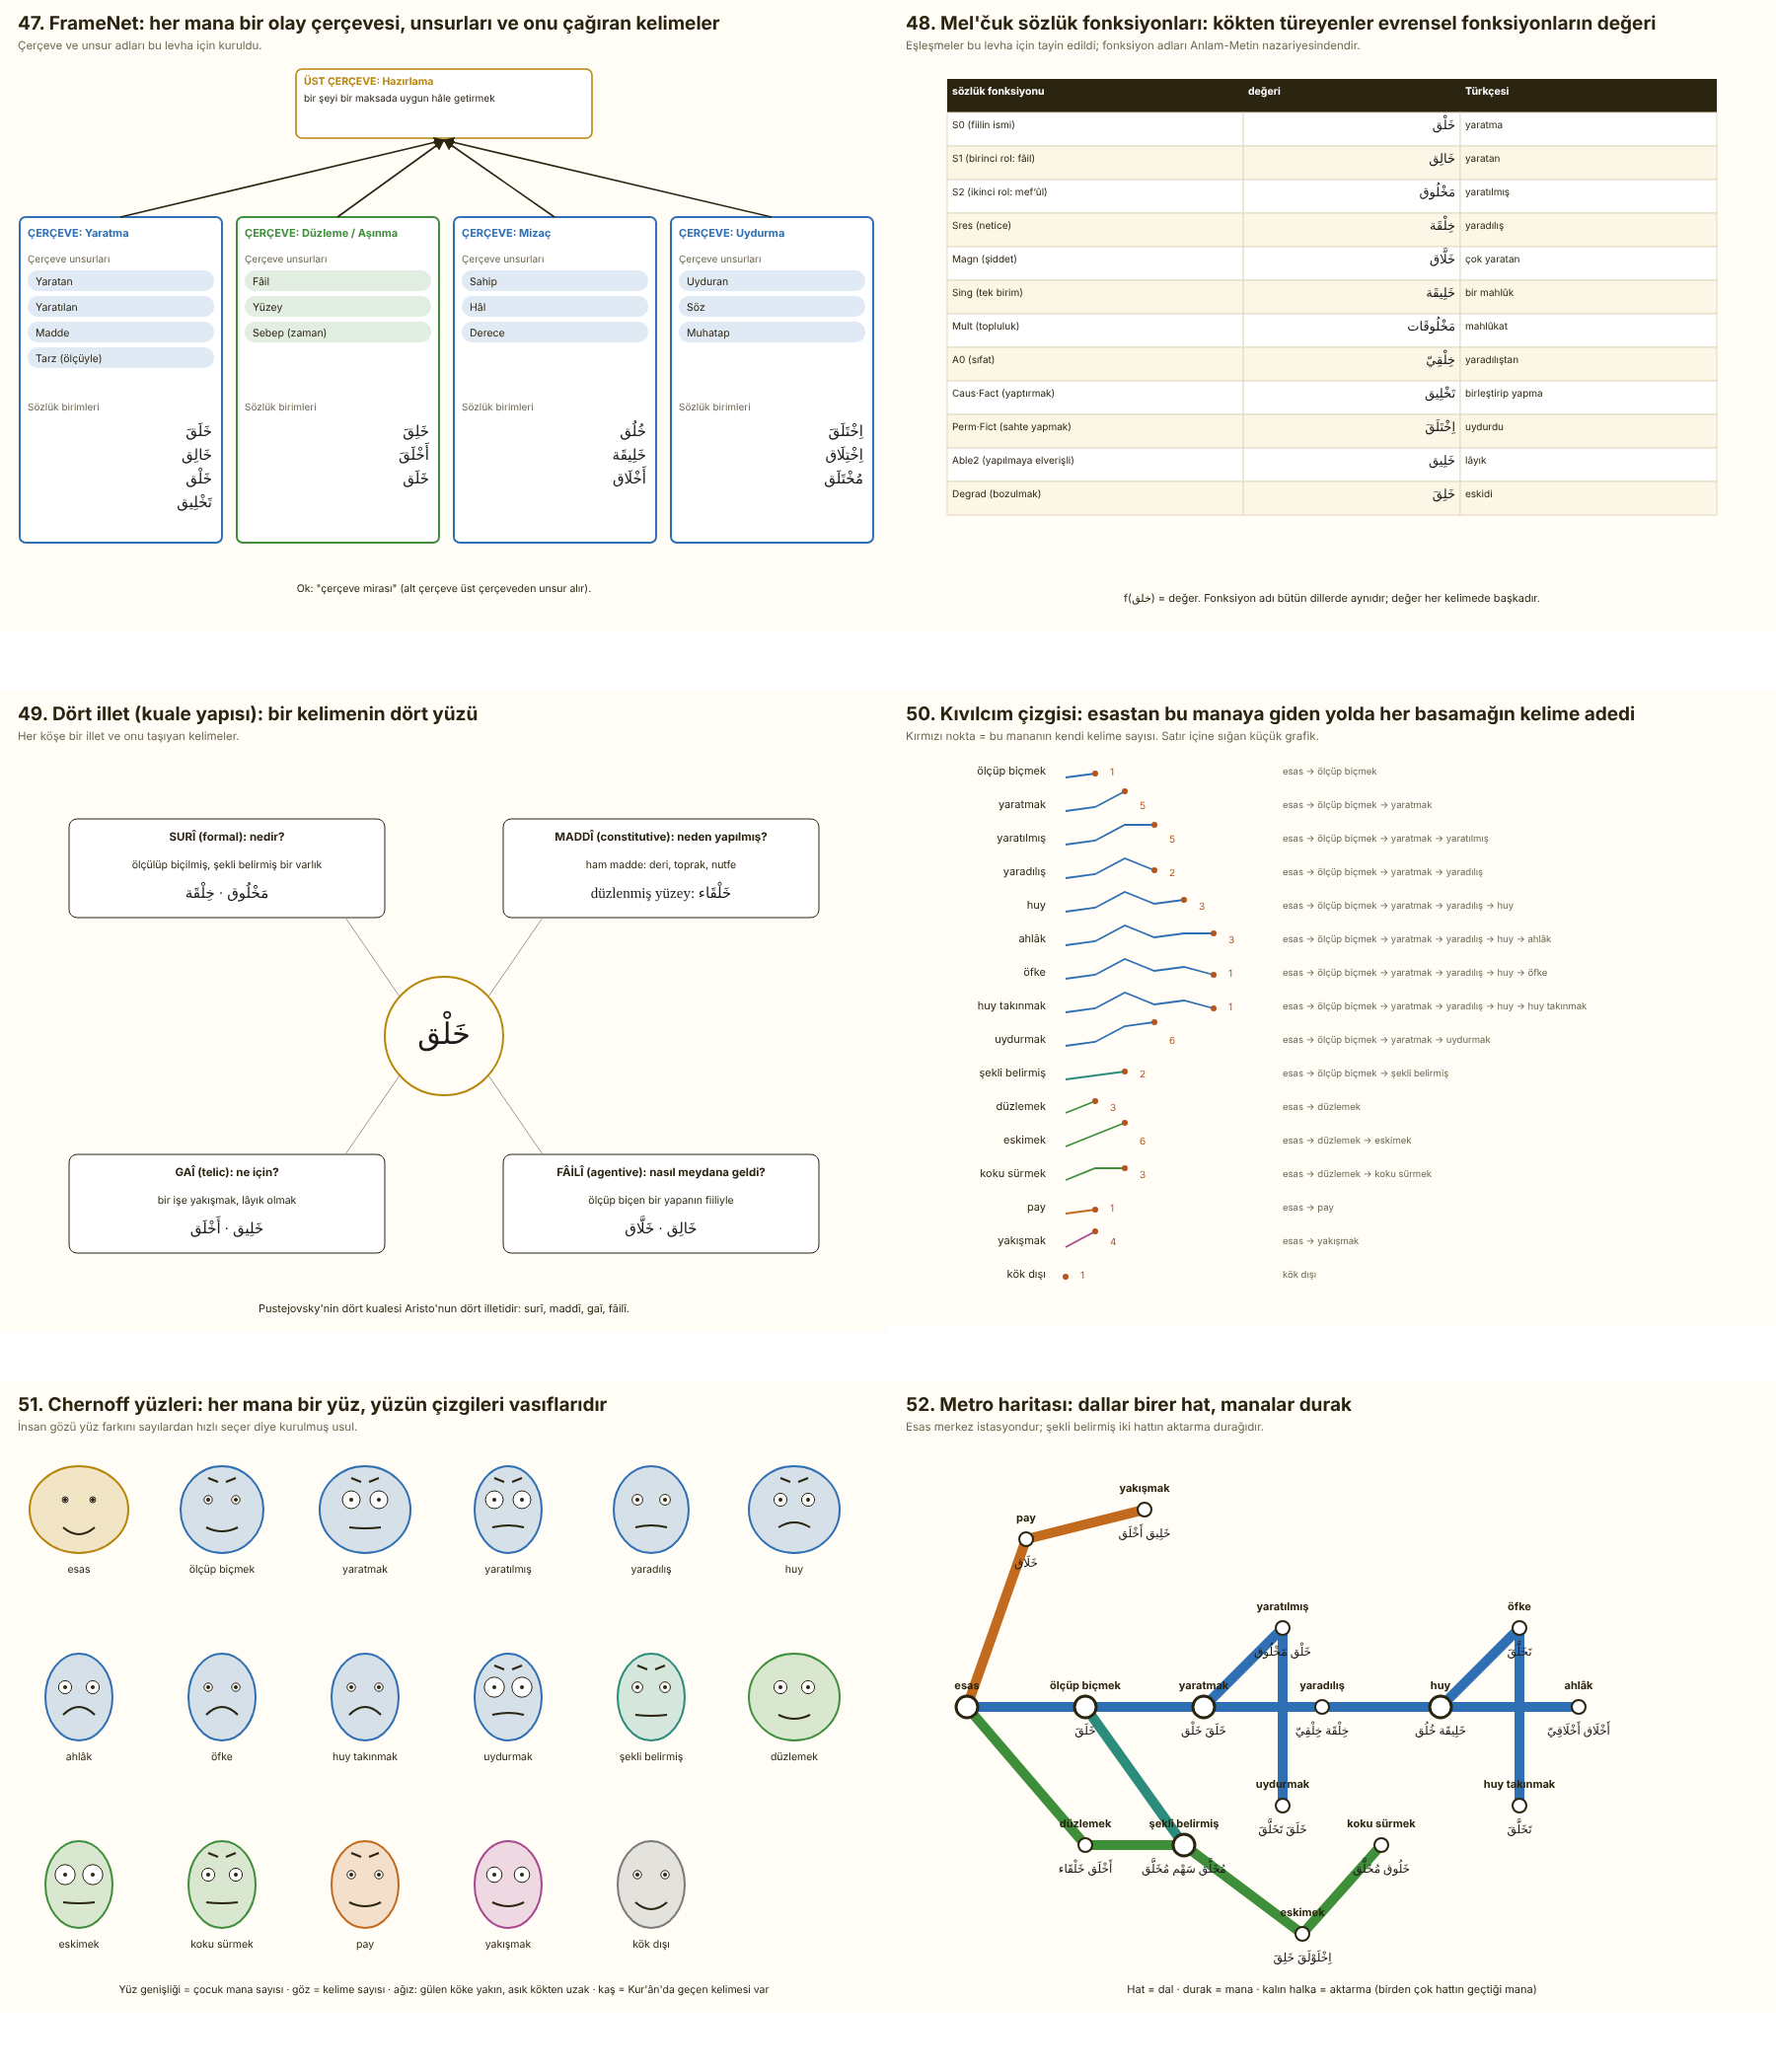 47. FrameNet: her mana bir olay çerçevesi, unsurları ve onu çağıran kelimeler
Çerçeve ve unsur adları bu levha için kuruldu.
ÜST ÇERÇEVE: Hazırlama
bir şeyi bir maksada uygun hâle getirmek
ÇERÇEVE: Yaratma
Çerçeve unsurları
Yaratan
Yaratılan
Madde
Tarz (ölçüyle)
Sözlük birimleri
خَلَقَ
خَالِق
خَلْق
تَخْلِيق
ÇERÇEVE: Düzleme / Aşınma
Çerçeve unsurları
Fâil
Yüzey
Sebep (zaman)
Sözlük birimleri
خَلِقَ
أَخْلَقَ
خَلَق
ÇERÇEVE: Mizaç
Çerçeve unsurları
Sahip
Hâl
Derece
Sözlük birimleri
خُلُق
خَلِيقَة
أَخْلَاق
ÇERÇEVE: Uydurma
Çerçeve unsurları
Uyduran
Söz
Muhatap
Sözlük birimleri
اِخْتَلَقَ
اِخْتِلَاق
مُخْتَلَق
Ok: "çerçeve mirası" (alt çerçeve üst çerçeveden unsur alır).
48. Mel'čuk sözlük fonksiyonları: kökten türeyenler evrensel fonksiyonların değeri
Eşleşmeler bu levha için tayin edildi; fonksiyon adları Anlam-Metin nazariyesindendir.
sözlük fonksiyonu değeri Türkçesi
S0 (fiilin ismi) خَلْق yaratma
S1 (birinci rol: fâil) خَالِق yaratan
S2 (ikinci rol: mef'ûl) مَخْلُوق yaratılmış
Sres (netice) خِلْقَة yaradılış
Magn (şiddet) خَلَّاق çok yaratan
Sing (tek birim) خَلِيقَة bir mahlûk
Mult (topluluk) مَخْلُوقَات mahlûkat
A0 (sıfat) خِلْقِيّ yaradılıştan
Caus·Fact (yaptırmak) تَخْلِيق birleştirip yapma
Perm·Fict (sahte yapmak) اِخْتَلَقَ uydurdu
Able2 (yapılmaya elverişli) خَلِيق lâyık
Degrad (bozulmak) خَلِقَ eskidi
f(خلق) = değer. Fonksiyon adı bütün dillerde aynıdır; değer her kelimede başkadır.
49. Dört illet (kuale yapısı): bir kelimenin dört yüzü
Her köşe bir illet ve onu taşıyan kelimeler.
SURÎ (formal): nedir?
ölçülüp biçilmiş, şekli belirmiş bir varlık
مَخْلُوق · خِلْقَة
MADDÎ (constitutive): neden yapılmış?
ham madde: deri, toprak, nutfe
düzlenmiş yüzey: خَلْقَاء
خَلْق
GAÎ (telic): ne için?
bir işe yakışmak, lâyık olmak
خَلِيق · أَخْلَق
FÂİLÎ (agentive): nasıl meydana geldi?
ölçüp biçen bir yapanın fiiliyle
خَالِق · خَلَّاق
Pustejovsky'nin dört kualesi Aristo'nun dört illetidir: surî, maddî, gaî, fâilî.
50. Kıvılcım çizgisi: esastan bu manaya giden yolda her basamağın kelime adedi
Kırmızı nokta = bu mananın kendi kelime sayısı. Satır içine sığan küçük grafik.
ölçüp biçmek 1 esas → ölçüp biçmek
yaratmak 5 esas → ölçüp biçmek → yaratmak
yaratılmış 5 esas → ölçüp biçmek → yaratmak → yaratılmış
yaradılış 2 esas → ölçüp biçmek → yaratmak → yaradılış
huy 3 esas → ölçüp biçmek → yaratmak → yaradılış → huy
ahlâk 3 esas → ölçüp biçmek → yaratmak → yaradılış → huy → ahlâk
öfke 1 esas → ölçüp biçmek → yaratmak → yaradılış → huy → öfke
huy takınmak 1 esas → ölçüp biçmek → yaratmak → yaradılış → huy → huy takınmak
uydurmak 6 esas → ölçüp biçmek → yaratmak → uydurmak
şekli belirmiş 2 esas → ölçüp biçmek → şekli belirmiş
düzlemek 3 esas → düzlemek
eskimek 6 esas → düzlemek → eskimek
koku sürmek 3 esas → düzlemek → koku sürmek
pay 1 esas → pay
yakışmak 4 esas → yakışmak
kök dışı 1 kök dışı
51. Chernoff yüzleri: her mana bir yüz, yüzün çizgileri vasıflarıdır
İnsan gözü yüz farkını sayılardan hızlı seçer diye kurulmuş usul.
esas ölçüp biçmek yaratmak yaratılmış yaradılış huy
ahlâk öfke huy takınmak uydurmak şekli belirmiş düzlemek
eskimek koku sürmek pay yakışmak kök dışı
Yüz genişliği = çocuk mana sayısı · göz = kelime sayısı · ağız: gülen köke yakın, asık kökten uzak · kaş = Kur'ân'da geçen kelimesi var
52. Metro haritası: dallar birer hat, manalar durak
Esas merkez istasyondur; şekli belirmiş iki hattın aktarma durağıdır.
yakışmak
خَلِيق أَخْلَق
pay
خَلَاق
yaratılmış
خَلْق مَخْلُوق
öfke
تَخَلَّقَ
esas
ölçüp biçmek
خَلَقَ
yaratmak
خَلَقَ خَلْق
yaradılış
خِلْقَة خِلْقِيّ
huy
خَلِيقَة خُلُق
ahlâk
أَخْلَاق أَخْلَاقِيّ
uydurmak
خَلَقَ تَخَلَّقَ
huy takınmak
تَخَلَّقَ
düzlemek
أَخْلَق خَلْقَاء
şekli belirmiş
مُخَلَّق سَهْم مُخَلَّق
koku sürmek
خَلُوق مُخَلَّق
eskimek
اِخْلَوْلَقَ خَلِقَ
Hat = dal · durak = mana · kalın halka = aktarma (birden çok hattın geçtiği mana)